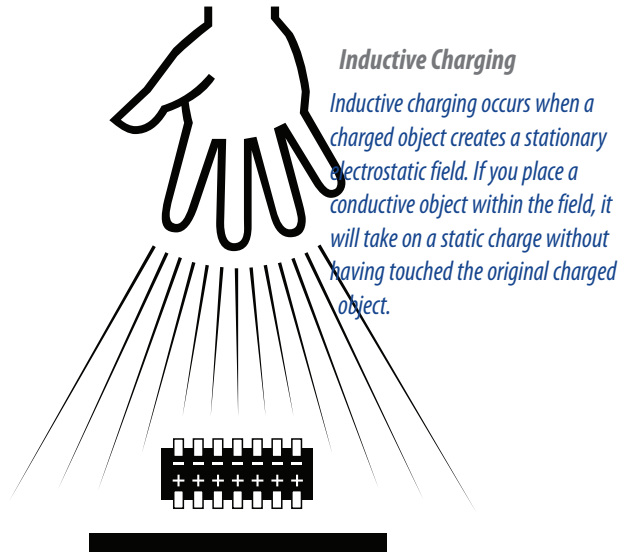 Inductive Charging
Inductive charging occurs when a
charged object creates a stationary
electrostatic field. If you place a
conductive object within the field, it
will take on a static charge without
having touched the original charged
object.
+ + + + + + +